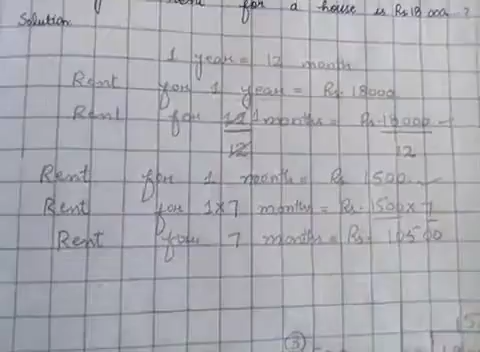 for a house is Rs 18000 ?
Solution
1 year = 12 month
Rent for 1 year = Rs. 18000
Rent for 12 1 months = Rs. 18000
12 12
Rent for 1 month = Rs 1500
Rent for 1×7 months = Rs. 1500×7
Rent for 7 months = Rs. 10500
3